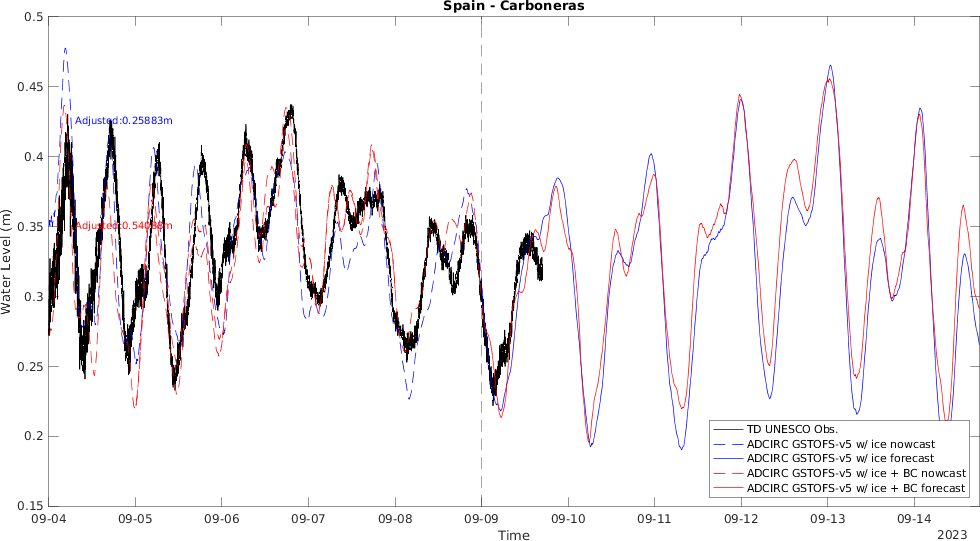 Spain - Carboneras
0.5
0.45
0.4
0.35
0.3
0.25
0.2
0.15
Water Level (m)
Adjusted:0.25883m
TD UNESCO Obs.
ADCIRC GSTOFS-v5 w/ ice nowcast
ADCIRC GSTOFS-v5 w/ ice forecast
ADCIRC GSTOFS-v5 w/ ice + BC nowcast
ADCIRC GSTOFS-v5 w/ ice + BC forecast
09-04 09-05 09-06 09-07 09-08 09-09 09-10 09-11 09-12 09-13 09-14
Time
2023